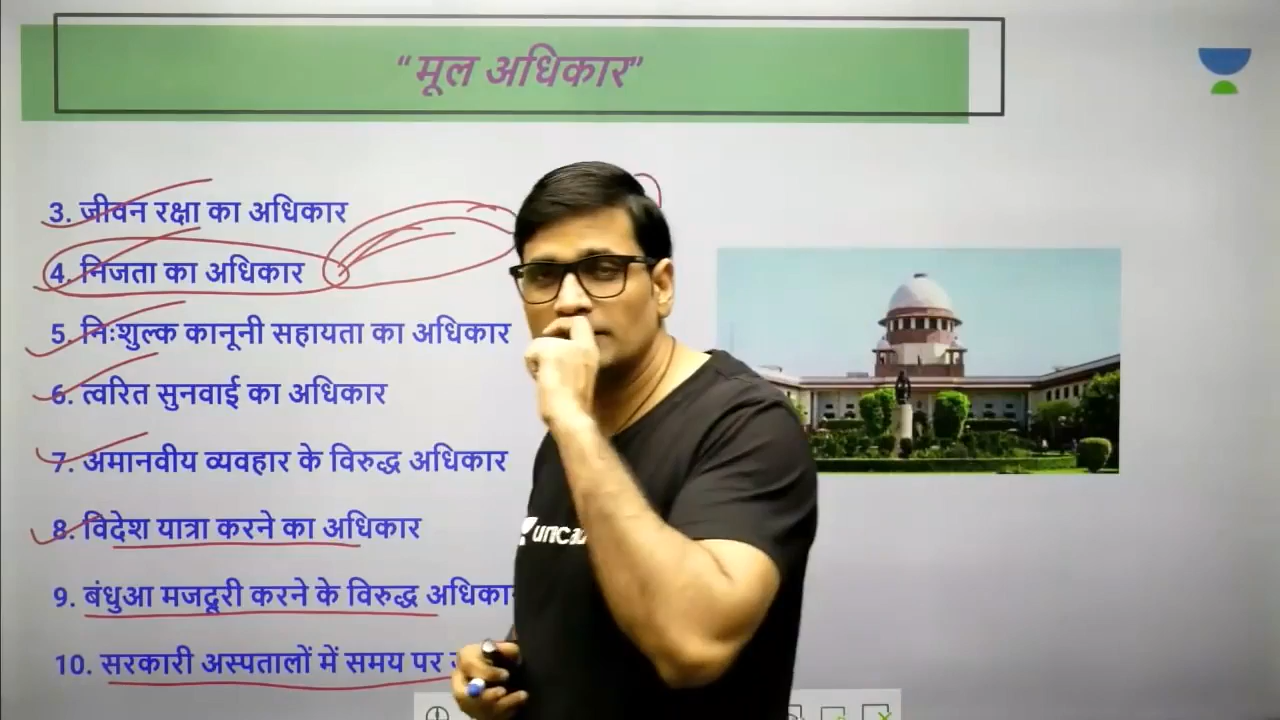 “मूल अधिकार”
3. जीवन रक्षा का अधिकार
4. निजता का अधिकार
5. निःशुल्क कानूनी सहायता का अधिकार
6. त्वरित सुनवाई का अधिकार
7. अमानवीय व्यवहार के विरुद्ध अधिकार
8. विदेश यात्रा करने का अधिकार
9. बंधुआ मजदूरी करने के विरुद्ध
10. सरकारी अस्पतालों में समय पर